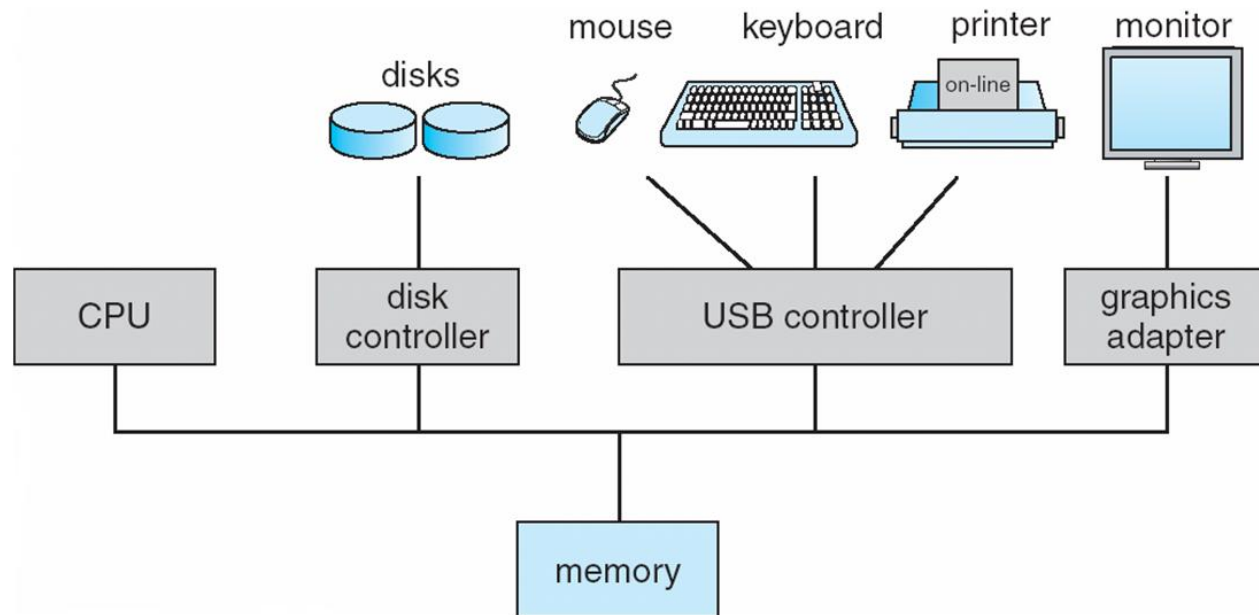 mouse
keyboard
printer
monitor
disks
on-line
CPU
disk
controller
USB controller
graphics
adapter
memory